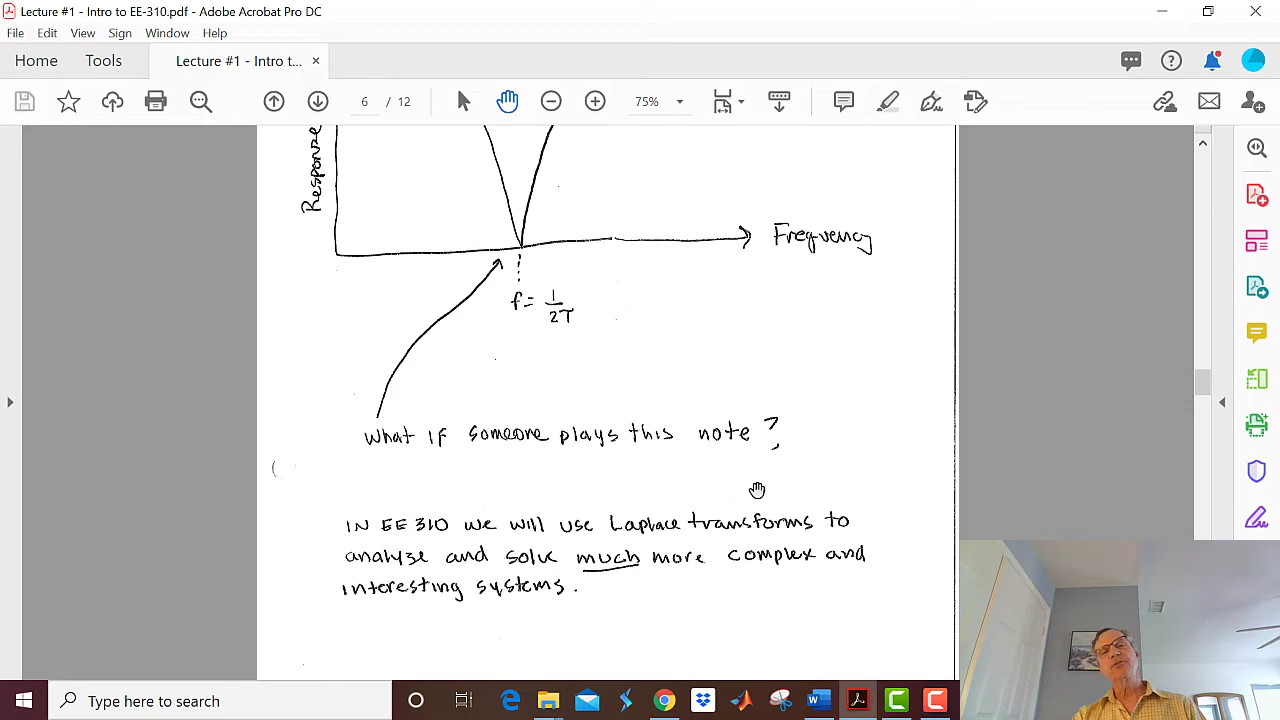 Lecture #1 - Intro to EE-310.pdf - Adobe Acrobat Pro DC
File Edit View Sign Window Help
Home Tools Lecture #1 - Intro t... ×
6 / 12 75%
Response
Frequency
f = 1/2T
What if someone plays this note?
In EE 310 we will use Laplace transforms to
analyze and solve much more complex and
interesting systems.
Type here to search